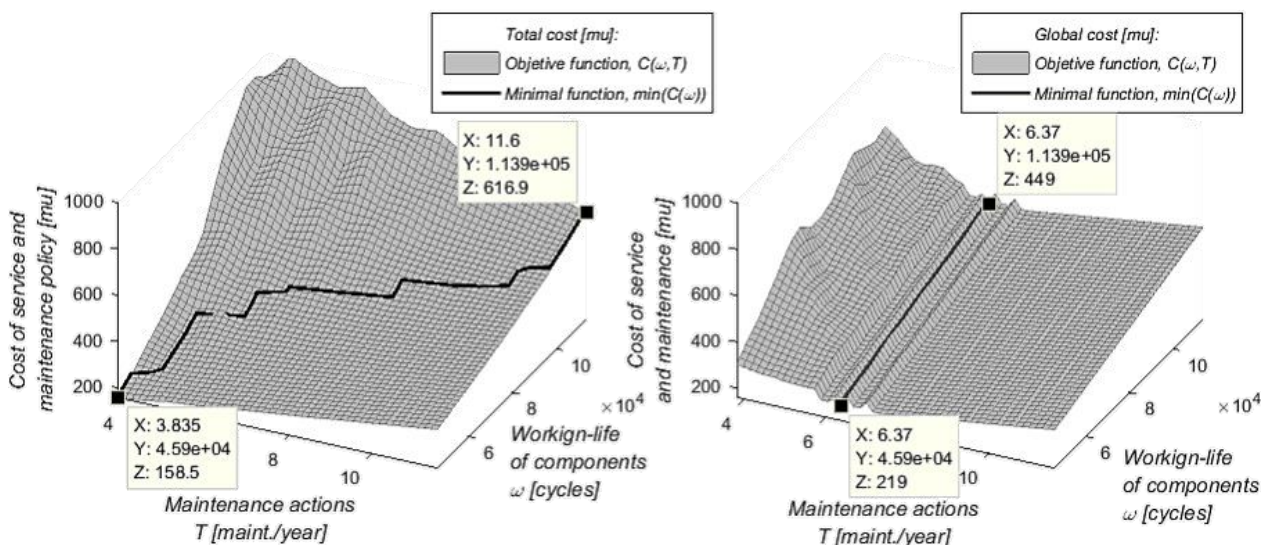 Total cost [mu]:
Objetive function, C(ω,T)
Minimal function, min(C(ω))
X: 11.6
Y: 1.139e+05
Z: 616.9
1000
800
600
400
200
Cost of service and
maintenance policy [mu]
4
8
10
X: 3.835
Y: 4.59e+04
Z: 158.5
Maintenance actions
T [maint./year]
6
8
10
×10⁴
Workign-life
of components
ω [cycles]
Global cost [mu]:
Objetive function, C(ω,T)
Minimal function, min(C(ω))
X: 6.37
Y: 1.139e+05
Z: 449
1000
800
600
400
200
Cost of service
and maintenance [mu]
4
6
10
X: 6.37
Y: 4.59e+04
Z: 219
Maintenance actions
T [maint./year]
6
8
10
×10⁴
Workign-life
of components
ω [cycles]